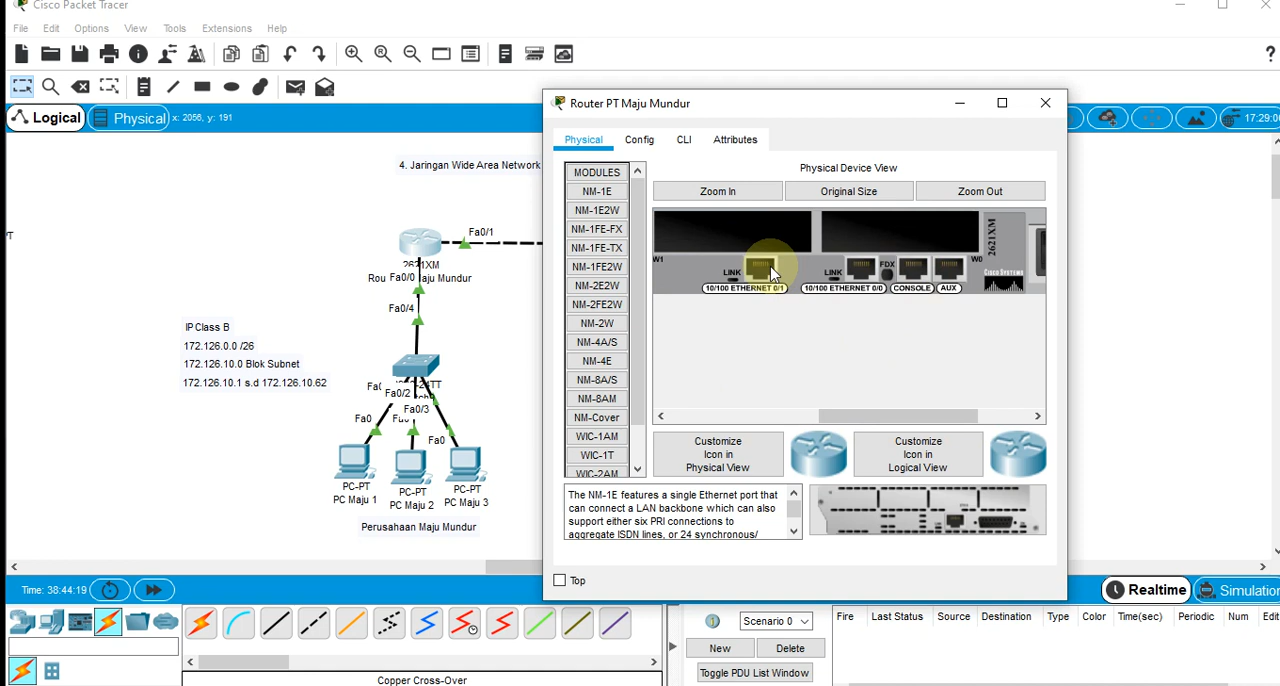 Cisco Packet Tracer
File Edit Options View Tools Extensions Help
?
Logical
Physical
x: 2056, y: 191
17:29:0
4. Jaringan Wide Area Network
Fa0/1
2621XM
Fa0/0
Maju Mundur
Fa0/4
IP Class B
172.126.0.0 /26
172.126.10.0 Blok Subnet
172.126.10.1 s.d 172.126.10.62
Fa0/2
Fa0/3
Fa0
Fa0
PC-PT
PC Maju 1
PC-PT
PC Maju 2
PC-PT
PC Maju 3
Perusahaan Maju Mundur
Router PT Maju Mundur
Physical Config CLI Attributes
MODULES
NM-1E
NM-1E2W
NM-1FE-FX
NM-1FE-TX
NM-1FE2W
NM-2E2W
NM-2FE2W
NM-2W
NM-4A/S
NM-4E
NM-8A/S
NM-8AM
NM-Cover
WIC-1AM
WIC-1T
WIC-2AM
Physical Device View
Zoom In Original Size Zoom Out
2621XM
W1
W0
LINK
LINK
FDX
10/100 ETHERNET 0/1
10/100 ETHERNET 0/0
CONSOLE
AUX
CISCO SYSTEMS
Customize
Icon in
Physical View
Customize
Icon in
Logical View
The NM-1E features a single Ethernet port that
can connect a LAN backbone which can also
support either six PRI connections to
aggregate ISDN lines, or 24 synchronous/
Top
Time: 38:44:19
Realtime
Simulation
Scenario 0
New Delete
Toggle PDU List Window
Fire Last Status Source Destination Type Color Time(sec) Periodic Num Edit
Copper Cross-Over